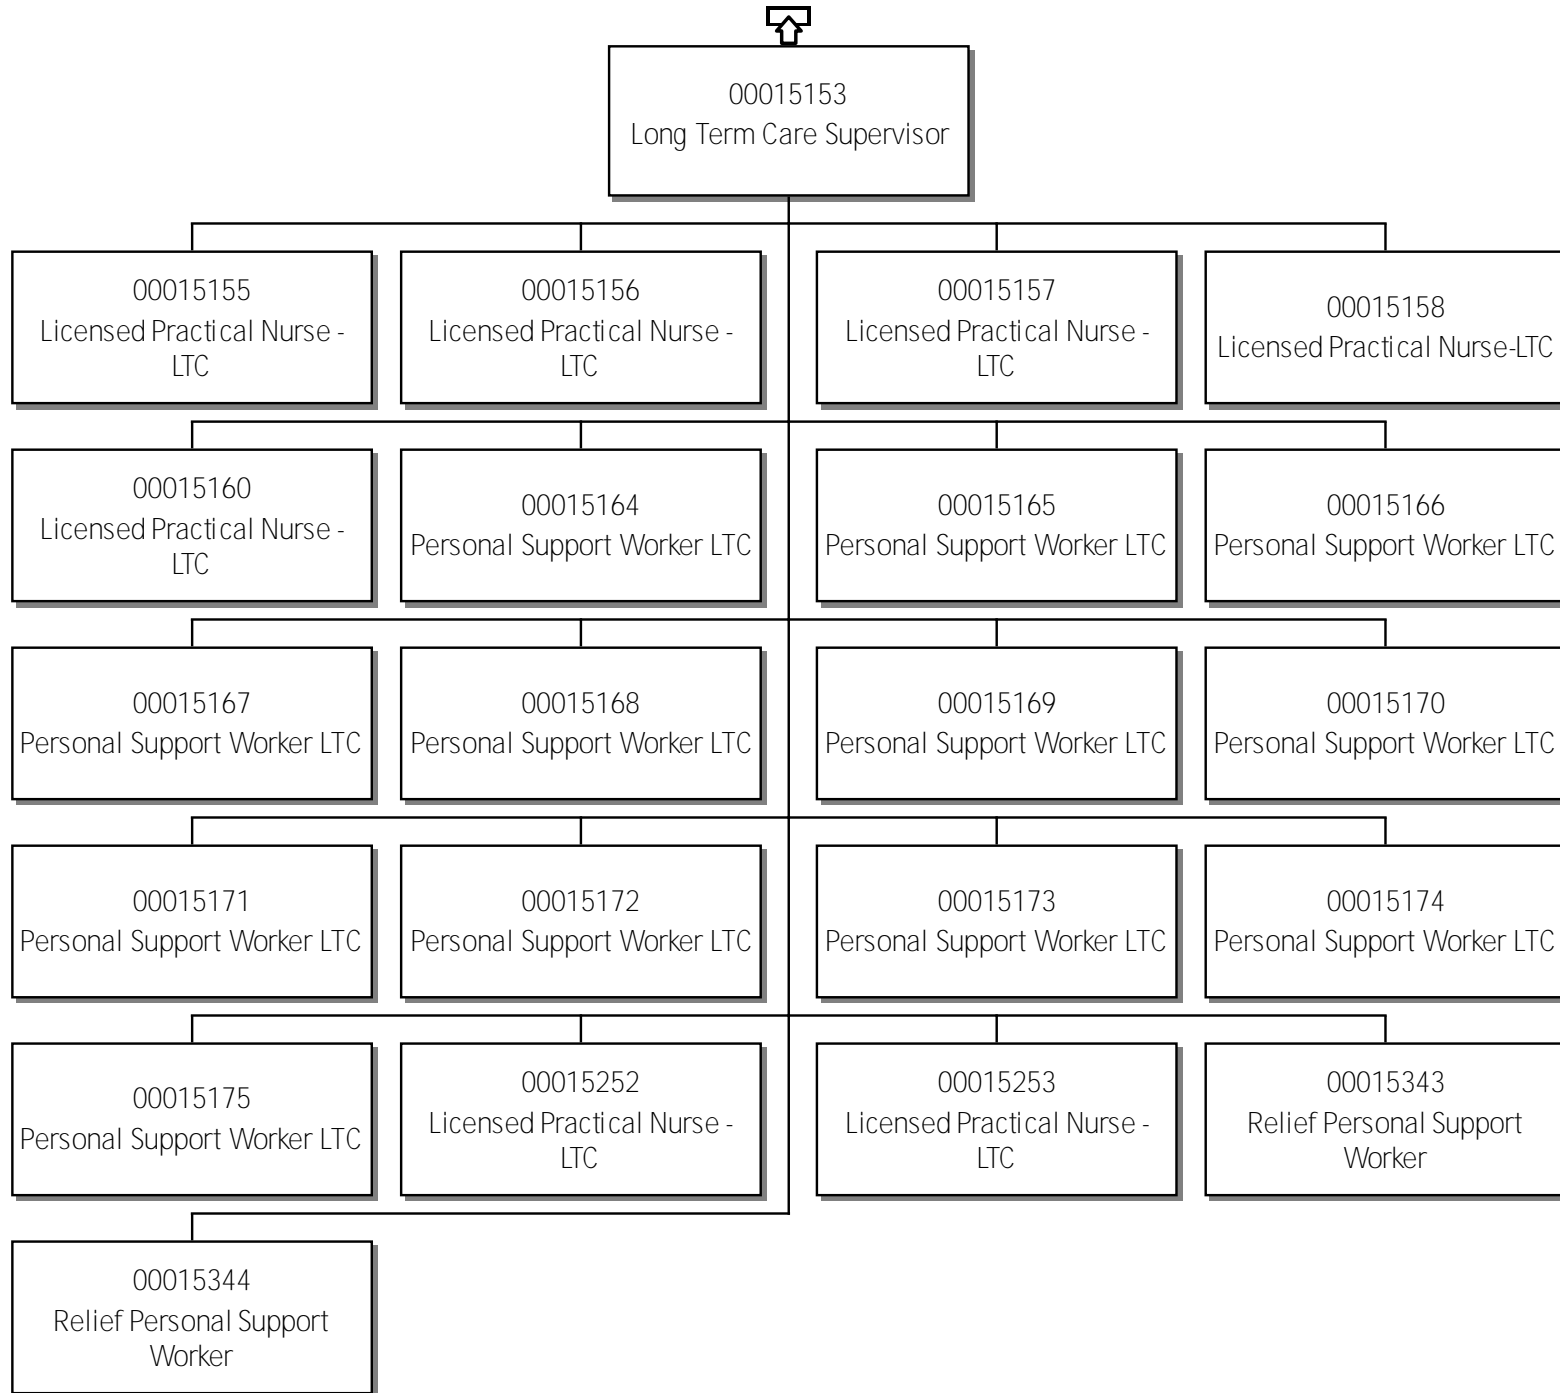 00015153
Long Term Care Supervisor
00015155
Licensed Practical Nurse -
LTC
00015156
Licensed Practical Nurse -
LTC
00015157
Licensed Practical Nurse -
LTC
00015158
Licensed Practical Nurse-LTC
00015160
Licensed Practical Nurse -
LTC
00015164
Personal Support Worker LTC
00015165
Personal Support Worker LTC
00015166
Personal Support Worker LTC
00015167
Personal Support Worker LTC
00015168
Personal Support Worker LTC
00015169
Personal Support Worker LTC
00015170
Personal Support Worker LTC
00015171
Personal Support Worker LTC
00015172
Personal Support Worker LTC
00015173
Personal Support Worker LTC
00015174
Personal Support Worker LTC
00015175
Personal Support Worker LTC
00015252
Licensed Practical Nurse -
LTC
00015253
Licensed Practical Nurse -
LTC
00015343
Relief Personal Support
Worker
00015344
Relief Personal Support
Worker